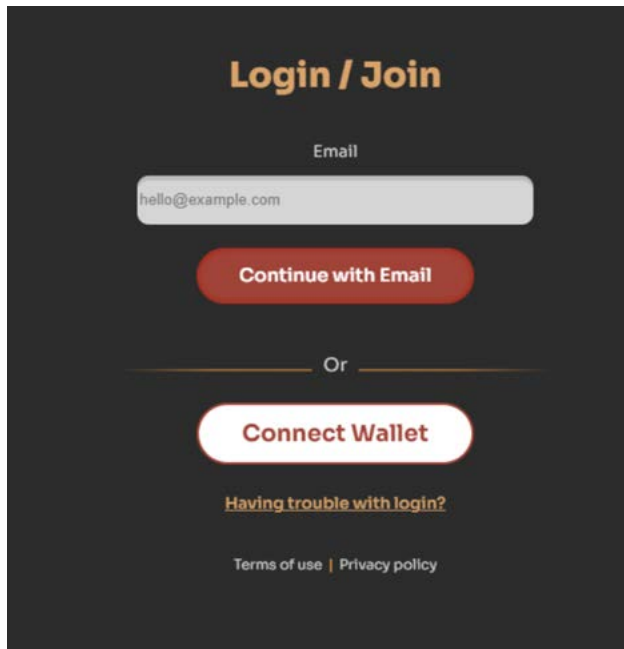 Login / Join
Email
hello@example.com
Continue with Email
Or
Connect Wallet
Having trouble with login?
Terms of use | Privacy policy